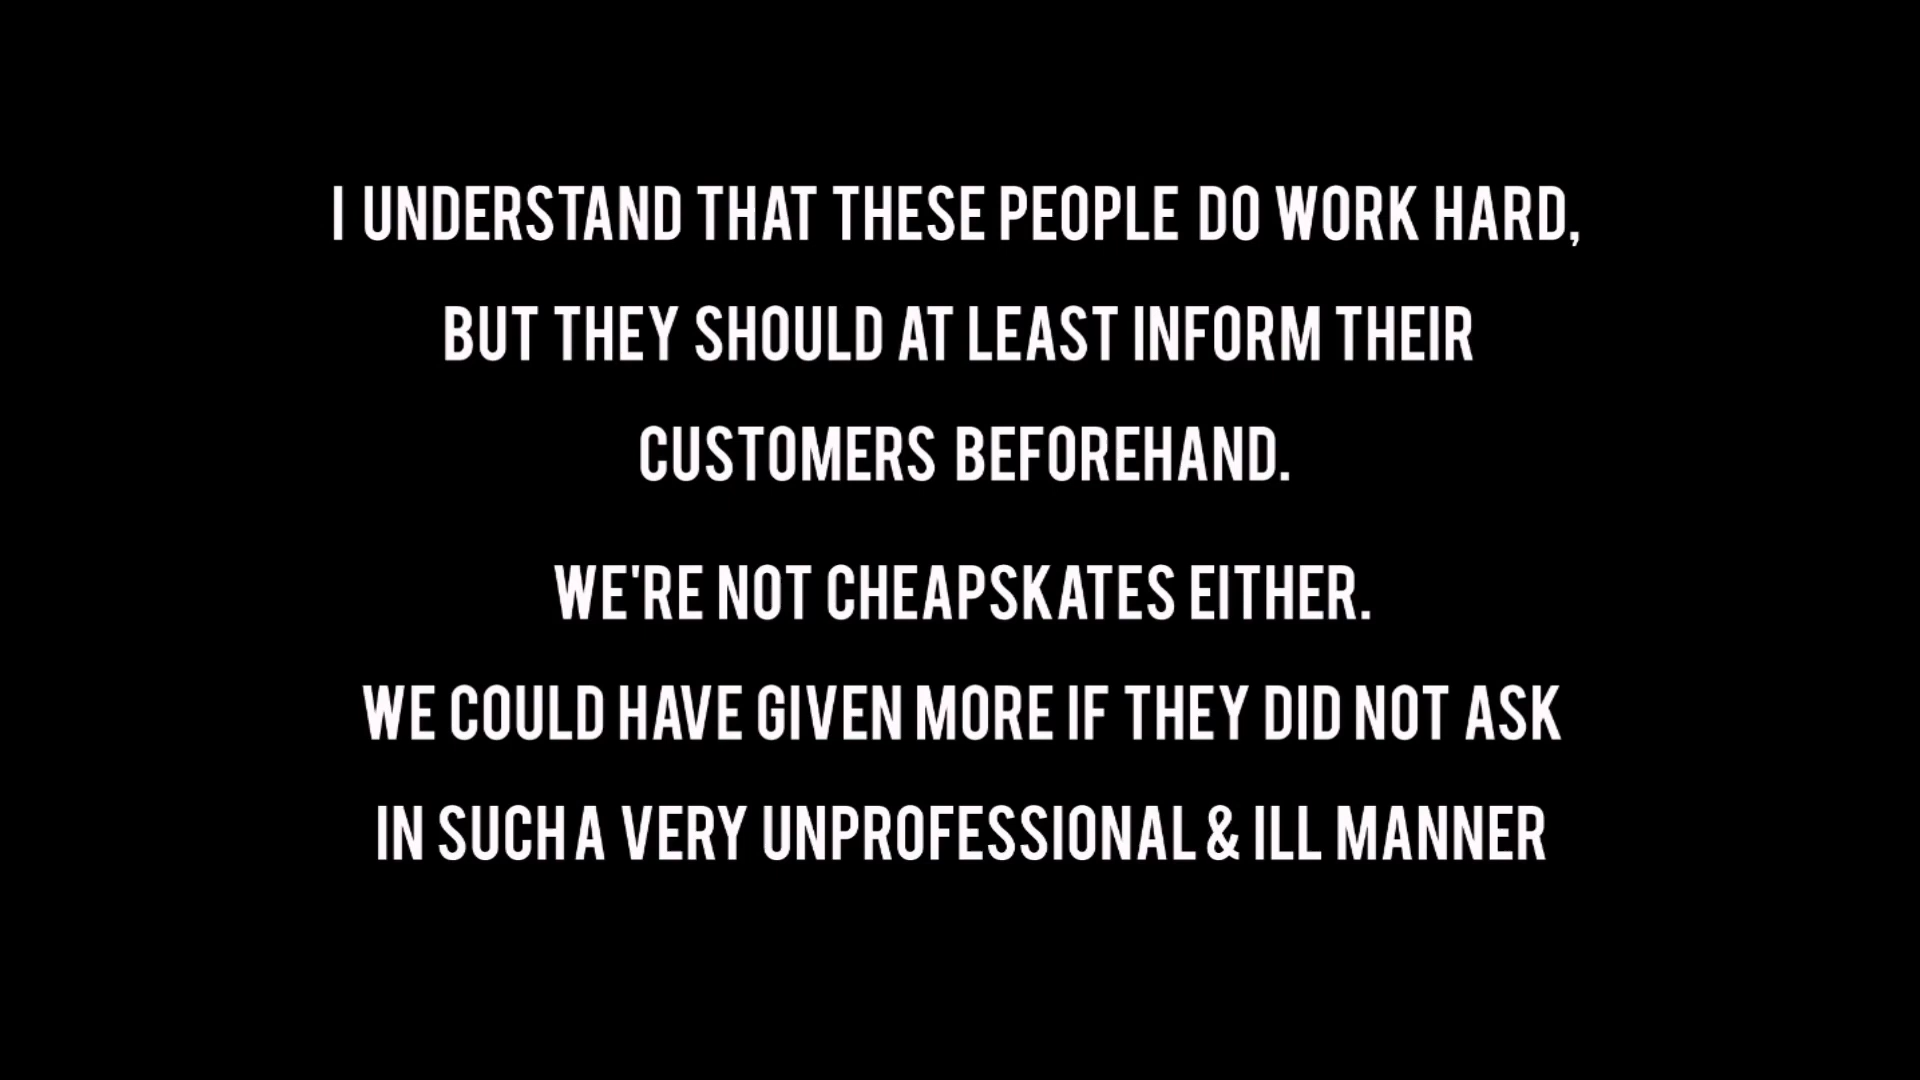 I UNDERSTAND THAT THESE PEOPLE DO WORK HARD,
BUT THEY SHOULD AT LEAST INFORM THEIR
CUSTOMERS BEFOREHAND.
WE'RE NOT CHEAPSKATES EITHER.
WE COULD HAVE GIVEN MORE IF THEY DID NOT ASK
IN SUCH A VERY UNPROFESSIONAL & ILL MANNER